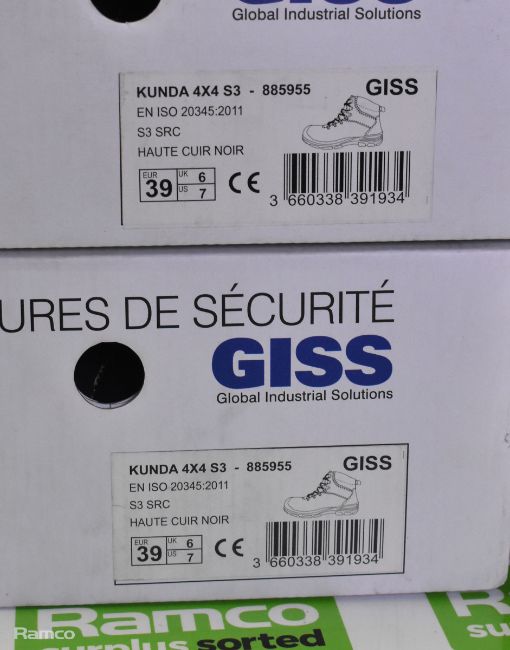 Global Industrial Solutions
KUNDA 4X4 S3 - 885955 GISS
EN ISO 20345:2011
S3 SRC
HAUTE CUIR NOIR
EUR 39 UK 6 US 7 CE
3 660338 391934
URES DE SÉCURITÉ
GISS
Global Industrial Solutions
KUNDA 4X4 S3 - 885955 GISS
EN ISO 20345:2011
S3 SRC
HAUTE CUIR NOIR
EUR 39 UK 6 US 7 CE
3 660338 391934
Ramco
surplus sorted
Ramco